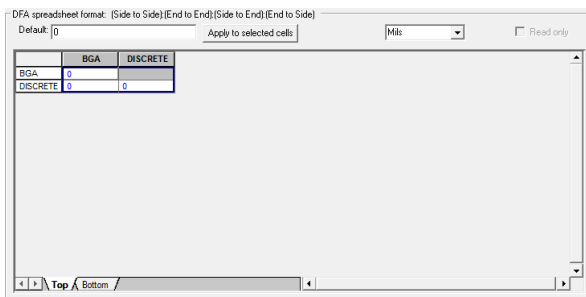 DFA spreadsheet format: (Side to Side):(End to End):(Side to End):(End to Side)
Default: 0 Apply to selected cells Mils Read only
BGA DISCRETE
BGA 0
DISCRETE 0 0
Top Bottom